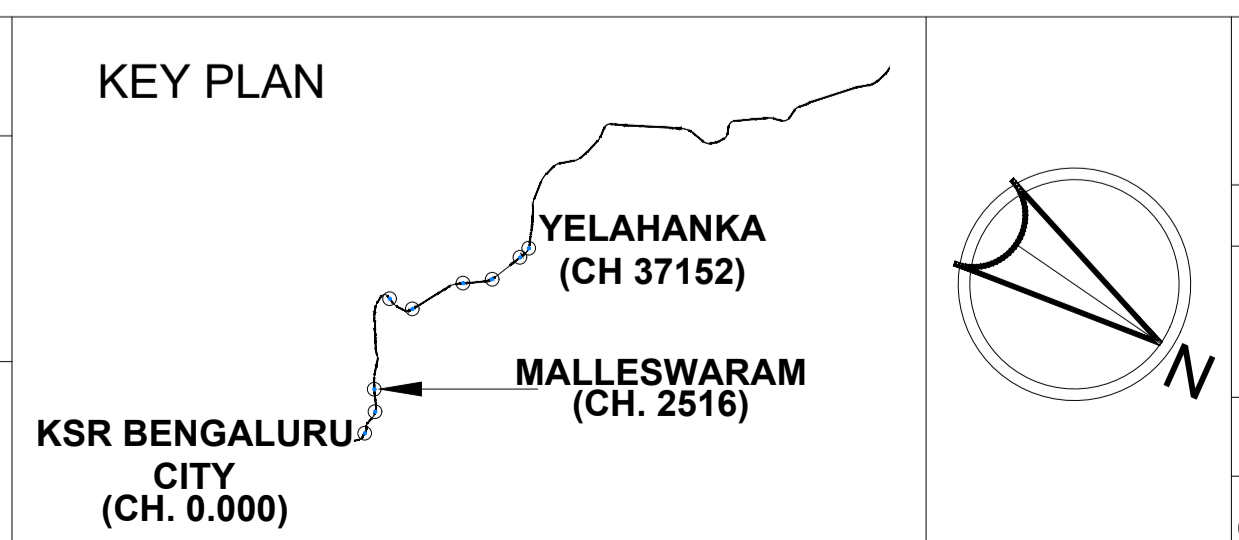 KEY PLAN
YELAHANKA
(CH 37152)
MALLESWARAM
(CH. 2516)
KSR BENGALURU
CITY
(CH. 0.000)
N